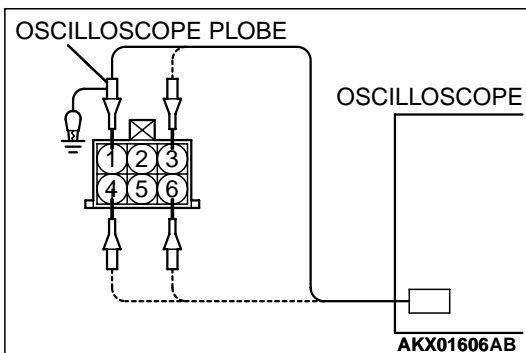 OSCILLOSCOPE PLOBE
OSCILLOSCOPE
1 2 3
4 5 6
AKX01606AB